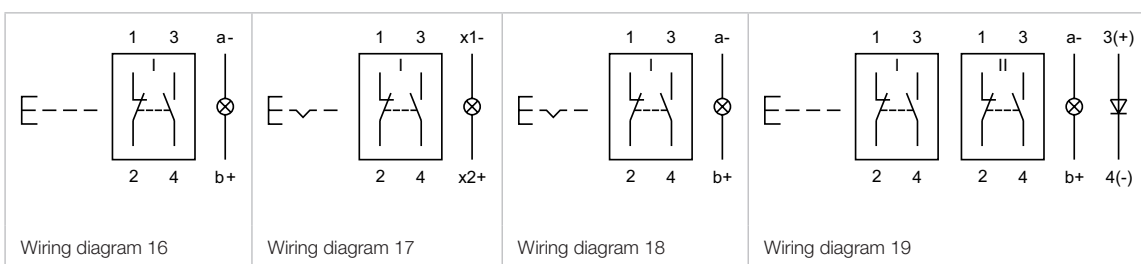 1 3 a- 1 3 x1- 1 3 a- 1 3 1 3 a- 3(+)
I I I I II
2 4 b+ 2 4 x2+ 2 4 b+ 2 4 2 4 b+ 4(-)
Wiring diagram 16 Wiring diagram 17 Wiring diagram 18 Wiring diagram 19